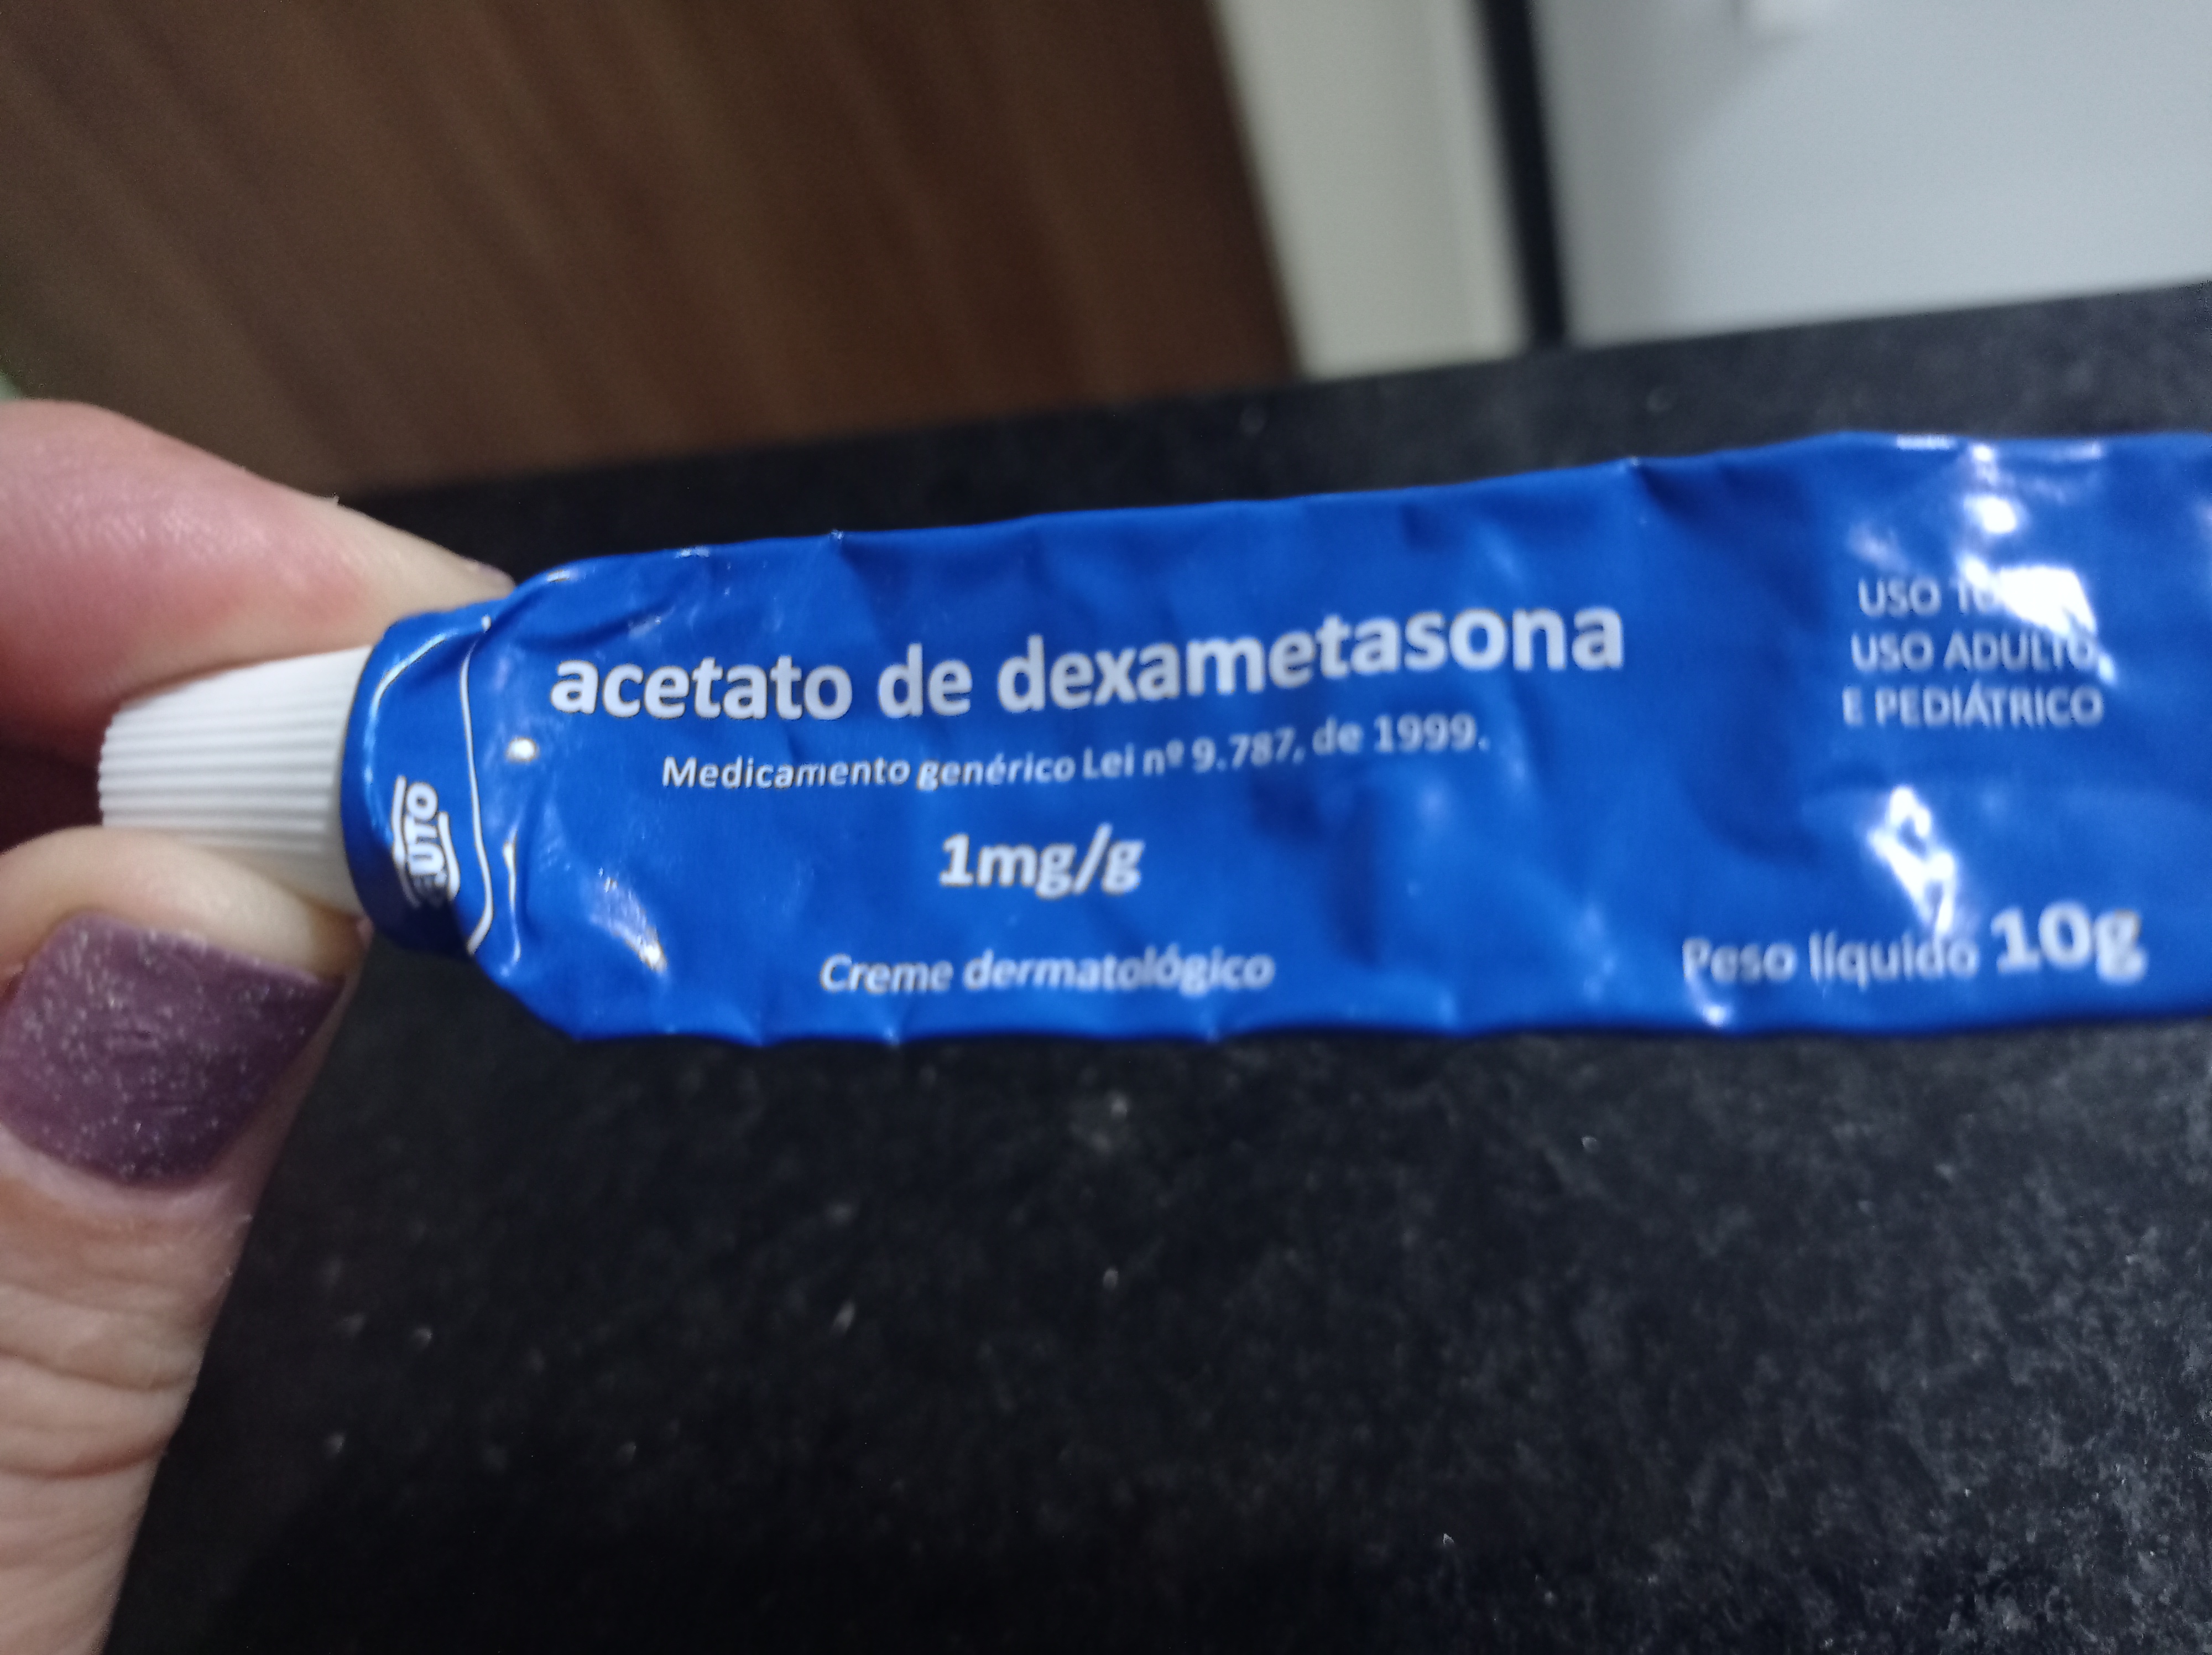 acetato de dexametasona
Medicamento genérico Lei nº 9.787, de 1999.
1mg/g
Creme dermatológico
USO
USO ADULTO
E PEDIÁTRICO
Peso líquido 10g